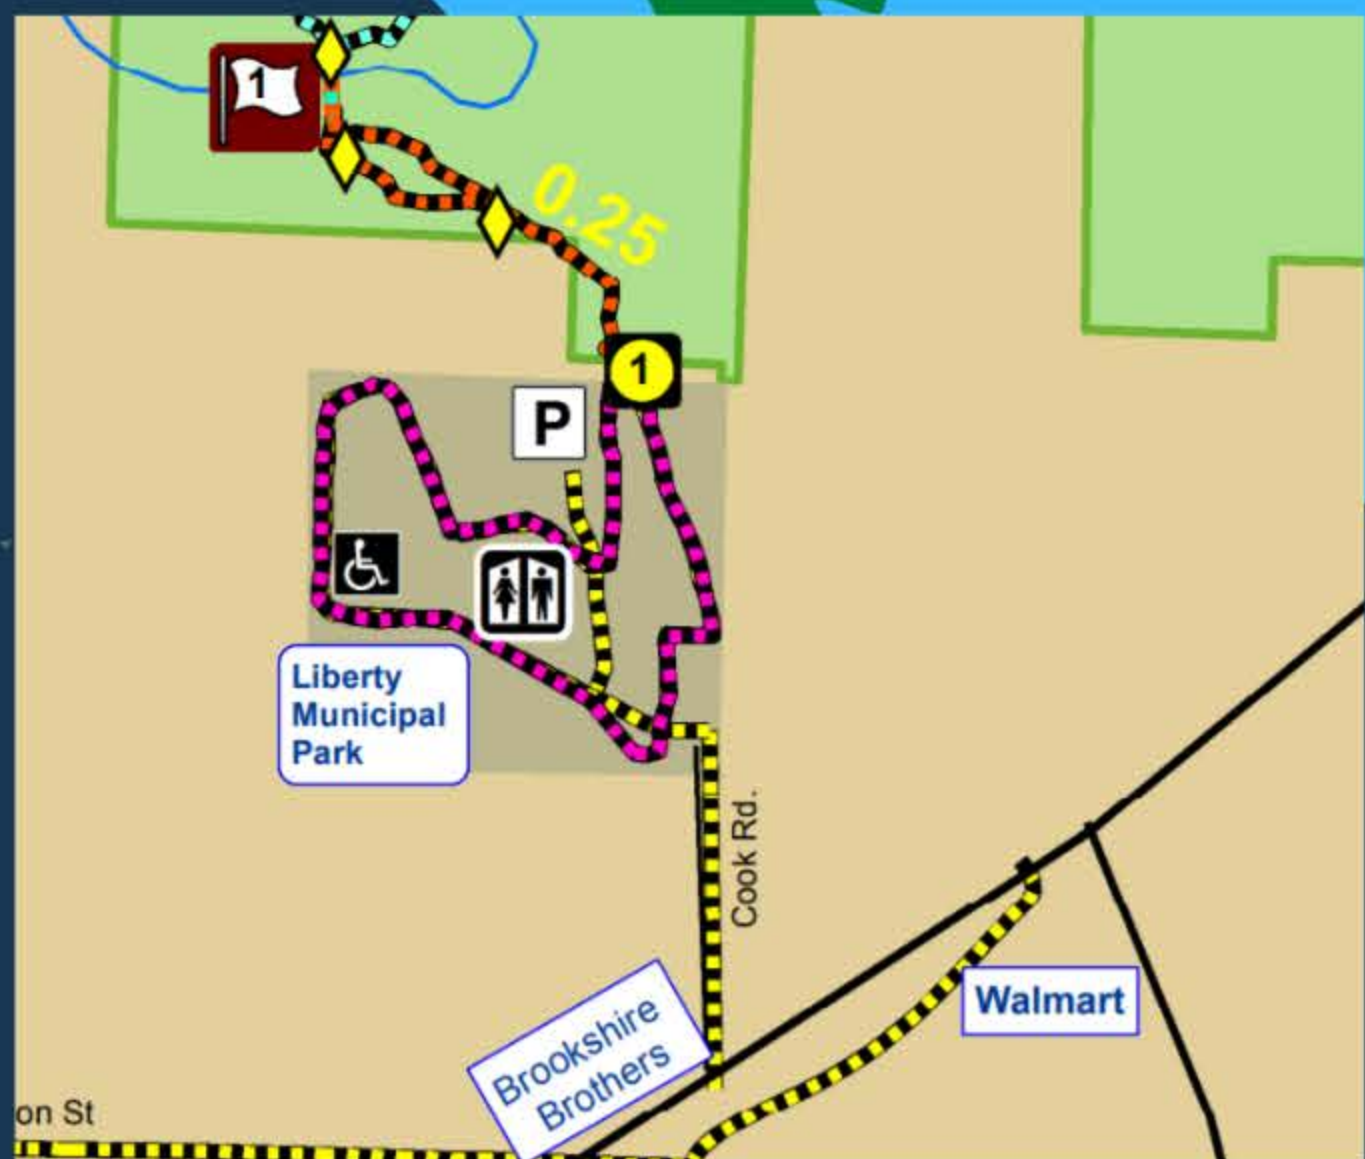 1
0.25
1
P
Liberty
Municipal
Park
Cook Rd.
Walmart
Brookshire
Brothers
on St